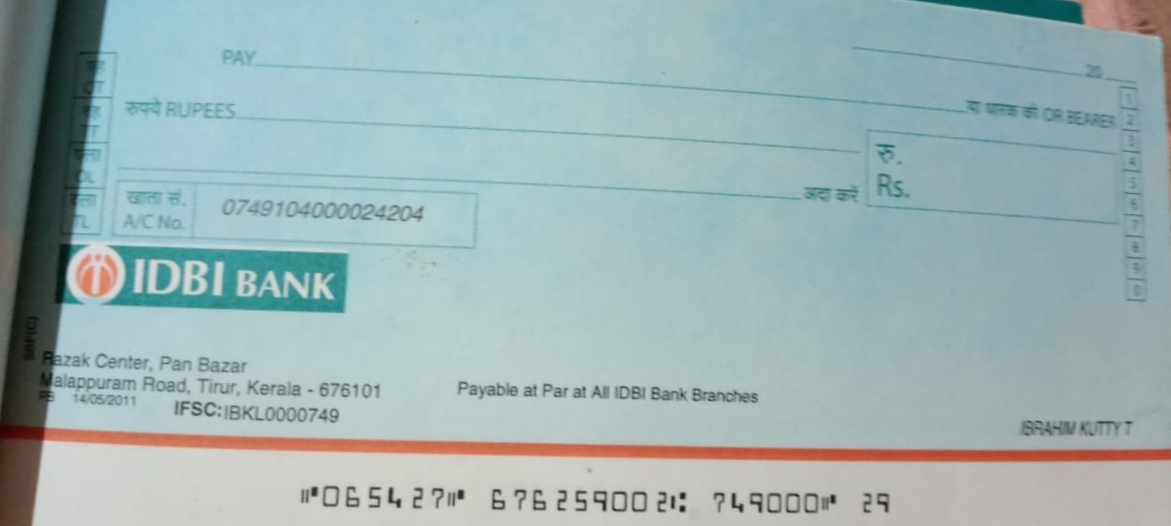 20
PAY
या धारक को OR BEARER
रुपये RUPEES
अदा करें
रु.
Rs.
खाता सं.
A/C No.
0749104000024204
IDBI BANK
SBF(C)
Razak Center, Pan Bazar
Malappuram Road, Tirur, Kerala - 676101
PB 14/05/2011 IFSC:IBKL0000749
Payable at Par at All IDBI Bank Branches
IBRAHIM KUTTY T
1
2
3
4
5
6
7
8
9
0
⑈065427⑈ 676259002⑆ 749000⑈ 29